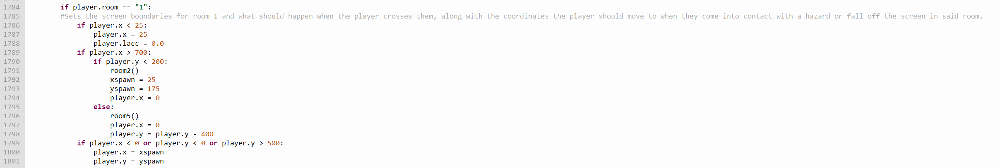 1784 if player.room == "1":
1785 #Sets the screen boundaries for room 1 and what should happen when the player crosses them, along with the coordinates the player should move to when they come into contact with a hazard or fall off the screen in said room.
1786 if player.x < 25:
1787 player.x = 25
1788 player.lacc = 0.0
1789 if player.x > 700:
1790 if player.y < 200:
1791 room2()
1792 xspawn = 25
1793 yspawn = 175
1794 player.x = 0
1795 else:
1796 room5()
1797 player.x = 0
1798 player.y = player.y - 400
1799 if player.x < 0 or player.y < 0 or player.y > 500:
1800 player.x = xspawn
1801 player.y = yspawn